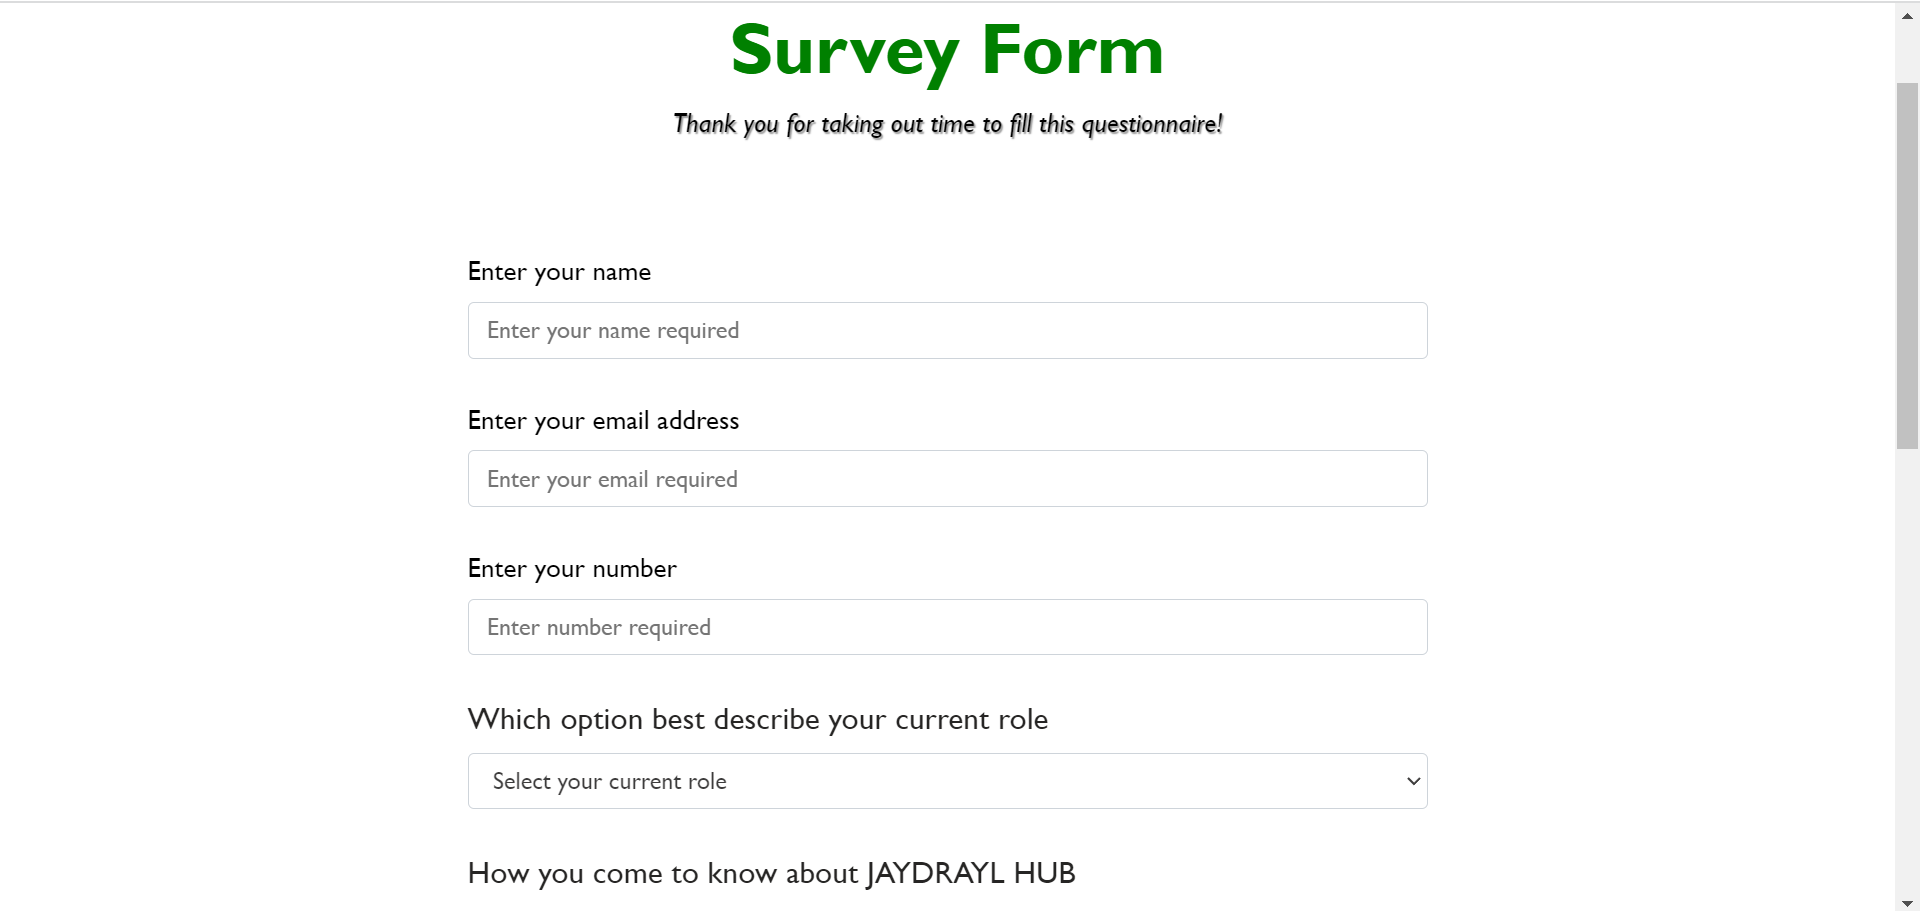 Survey Form
Thank you for taking out time to fill this questionnaire!
Enter your name
Enter your name required
Enter your email address
Enter your email required
Enter your number
Enter number required
Which option best describe your current role
Select your current role
How you come to know about JAYDRAYL HUB